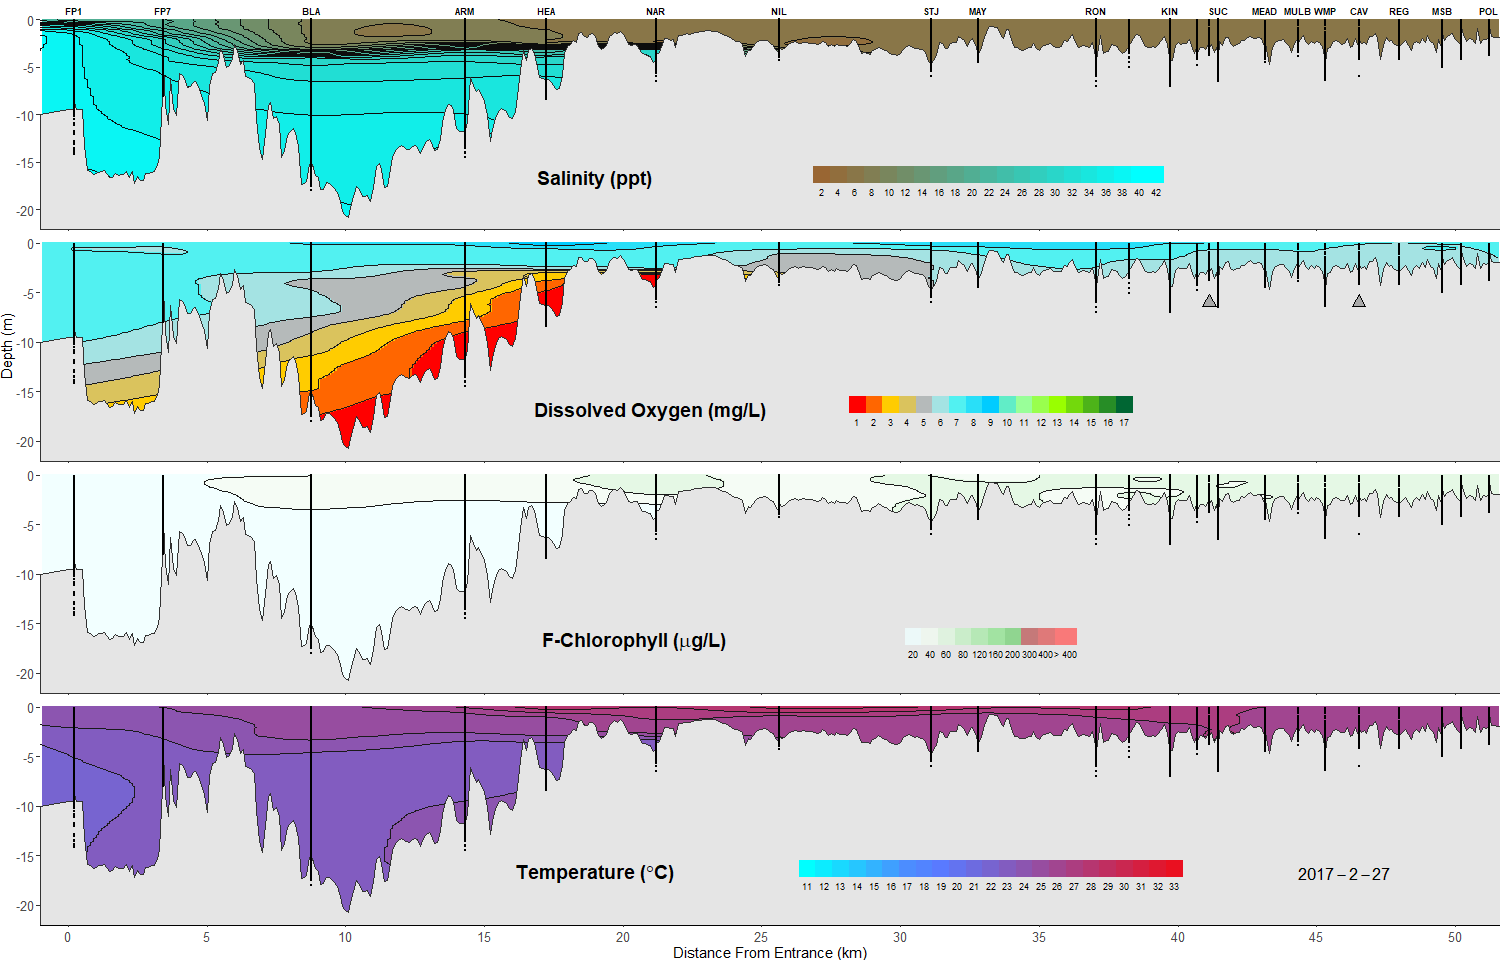 FP1 FP7 BLA ARM HEA NAR NIL STJ MAY RON KIN SUC MEAD MULB WMP CAV REG MSB POL
0
-5
-10
-15
-20
Salinity (ppt)
2 4 6 8 10 12 14 16 18 20 22 24 26 28 30 32 34 36 38 40 42
0
-5
-10
-15
-20
Depth (m)
Dissolved Oxygen (mg/L)
1 2 3 4 5 6 7 8 9 10 11 12 13 14 15 16 17
0
-5
-10
-15
-20
F-Chlorophyll (µg/L)
20 40 60 80 120 160 200 300 400 > 400
0
-5
-10
-15
-20
Temperature (°C)
11 12 13 14 15 16 17 18 19 20 21 22 23 24 25 26 27 28 29 30 31 32 33
2017 – 2 – 27
0 5 10 15 20 25 30 35 40 45 50
Distance From Entrance (km)